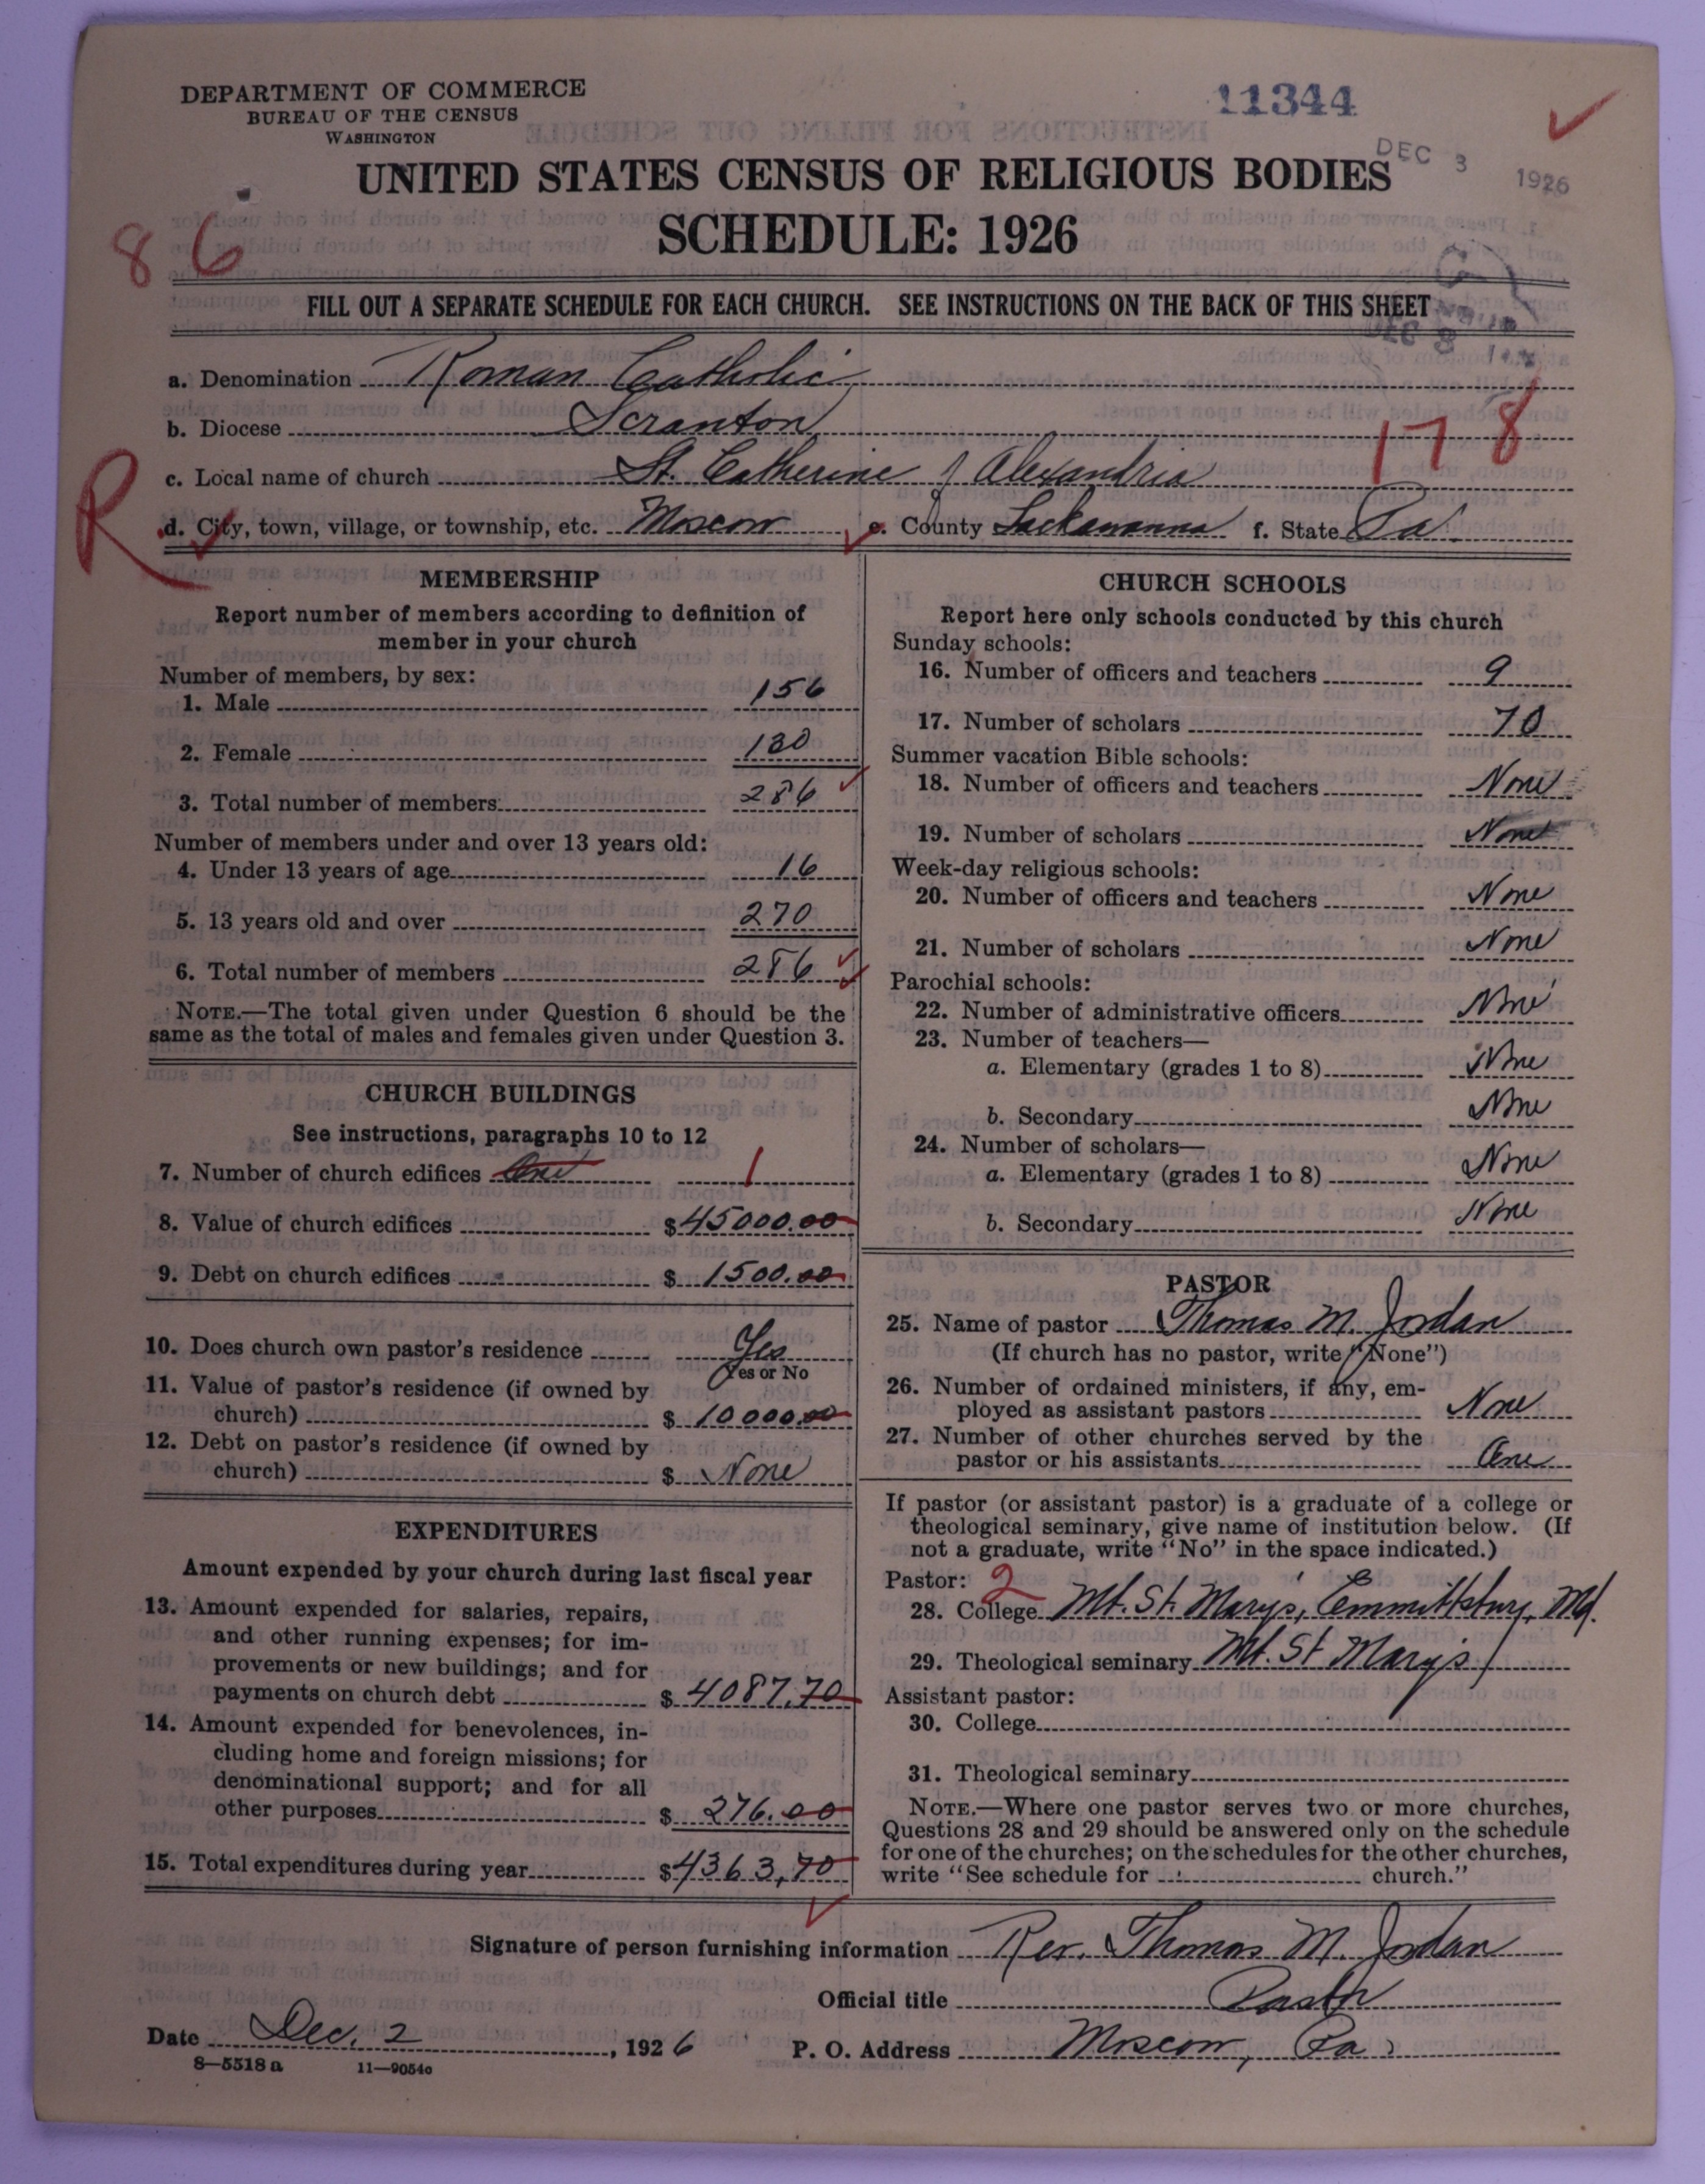 DEPARTMENT OF COMMERCE
BUREAU OF THE CENSUS
WASHINGTON
11344
DEC 3 1926
UNITED STATES CENSUS OF RELIGIOUS BODIES
SCHEDULE: 1926
86
FILL OUT A SEPARATE SCHEDULE FOR EACH CHURCH. SEE INSTRUCTIONS ON THE BACK OF THIS SHEET
a. Denomination Roman Catholic
b. Diocese Scranton
178
c. Local name of church St. Catherine of Alexandria
R
d. City, town, village, or township, etc. Moscow e. County Lackawanna f. State Pa.
MEMBERSHIP
Report number of members according to definition of
member in your church
Number of members, by sex:
1. Male 156
2. Female 130
3. Total number of members 286
Number of members under and over 13 years old:
4. Under 13 years of age 16
5. 13 years old and over 270
6. Total number of members 286
NOTE.—The total given under Question 6 should be the
same as the total of males and females given under Question 3.
CHURCH BUILDINGS
See instructions, paragraphs 10 to 12
7. Number of church edifices One 1
8. Value of church edifices $45000.00
9. Debt on church edifices $ 1500.00
10. Does church own pastor's residence Yes
(Yes or No
11. Value of pastor's residence (if owned by
church) $ 10000.00
12. Debt on pastor's residence (if owned by
church) $ None
EXPENDITURES
Amount expended by your church during last fiscal year
13. Amount expended for salaries, repairs,
and other running expenses; for im-
provements or new buildings; and for
payments on church debt $ 4087.70
14. Amount expended for benevolences, in-
cluding home and foreign missions; for
denominational support; and for all
other purposes $ 276.00
15. Total expenditures during year $4363,70
CHURCH SCHOOLS
Report here only schools conducted by this church
Sunday schools:
16. Number of officers and teachers 9
17. Number of scholars 70
Summer vacation Bible schools:
18. Number of officers and teachers None
19. Number of scholars None
Week-day religious schools:
20. Number of officers and teachers None
21. Number of scholars None
Parochial schools:
22. Number of administrative officers None
23. Number of teachers—
a. Elementary (grades 1 to 8) None
b. Secondary None
24. Number of scholars—
a. Elementary (grades 1 to 8) None
b. Secondary None
PASTOR
25. Name of pastor Thomas M. Jordan
(If church has no pastor, write "None")
26. Number of ordained ministers, if any, em-
ployed as assistant pastors None
27. Number of other churches served by the
pastor or his assistants One
If pastor (or assistant pastor) is a graduate of a college or
theological seminary, give name of institution below. (If
not a graduate, write "No" in the space indicated.)
Pastor: 2
28. College Mt. St. Mary's, Emmittsburg, Md.
29. Theological seminary Mt. St Mary's
Assistant pastor:
30. College
31. Theological seminary
NOTE.—Where one pastor serves two or more churches,
Questions 28 and 29 should be answered only on the schedule
for one of the churches; on the schedules for the other churches,
write "See schedule for church."
Signature of person furnishing information Rev. Thomas M. Jordan
Official title Pastor
Date Dec. 2, 1926 P. O. Address Moscow, Pa.
8—5518 a 11—9054c